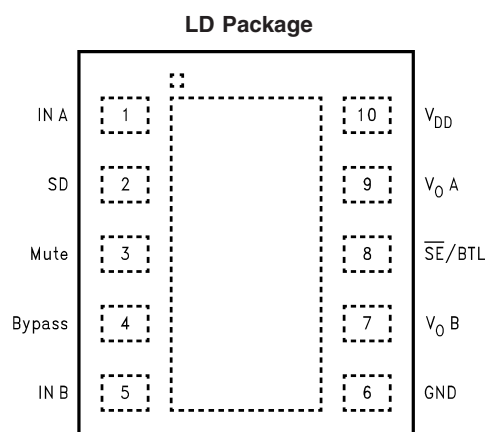 LD Package
IN A 1 10 V_DD
SD 2 9 V_O A
Mute 3 8 S̅E̅/BTL
Bypass 4 7 V_O B
IN B 5 6 GND